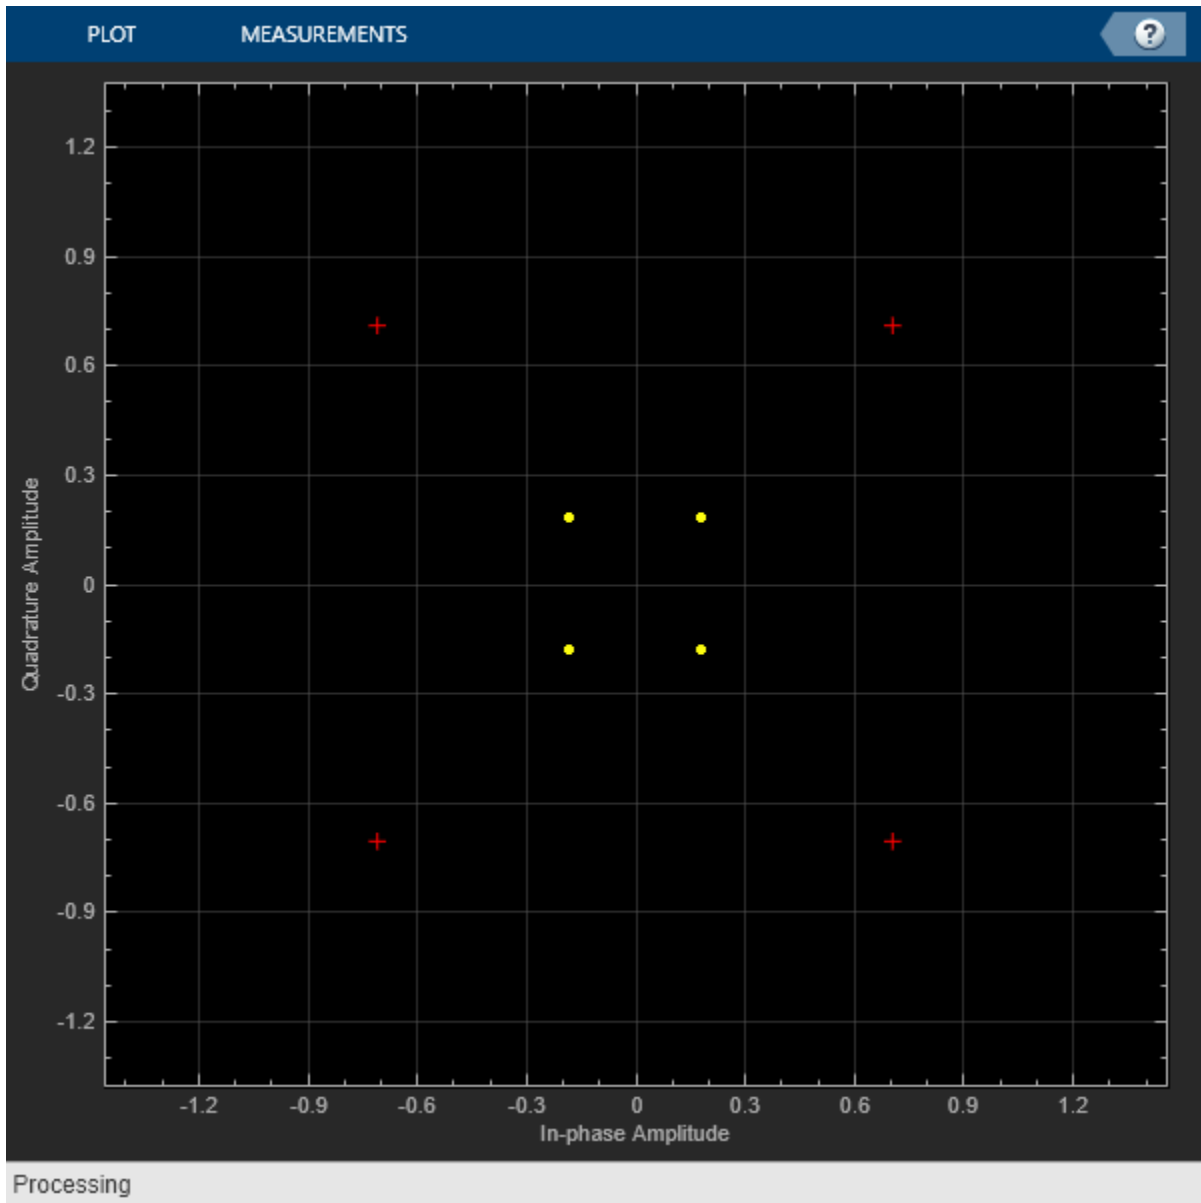 PLOT MEASUREMENTS ?
1.2
0.9
0.6
0.3
0
-0.3
-0.6
-0.9
-1.2
Quadrature Amplitude
-1.2 -0.9 -0.6 -0.3 0 0.3 0.6 0.9 1.2
In-phase Amplitude
Processing